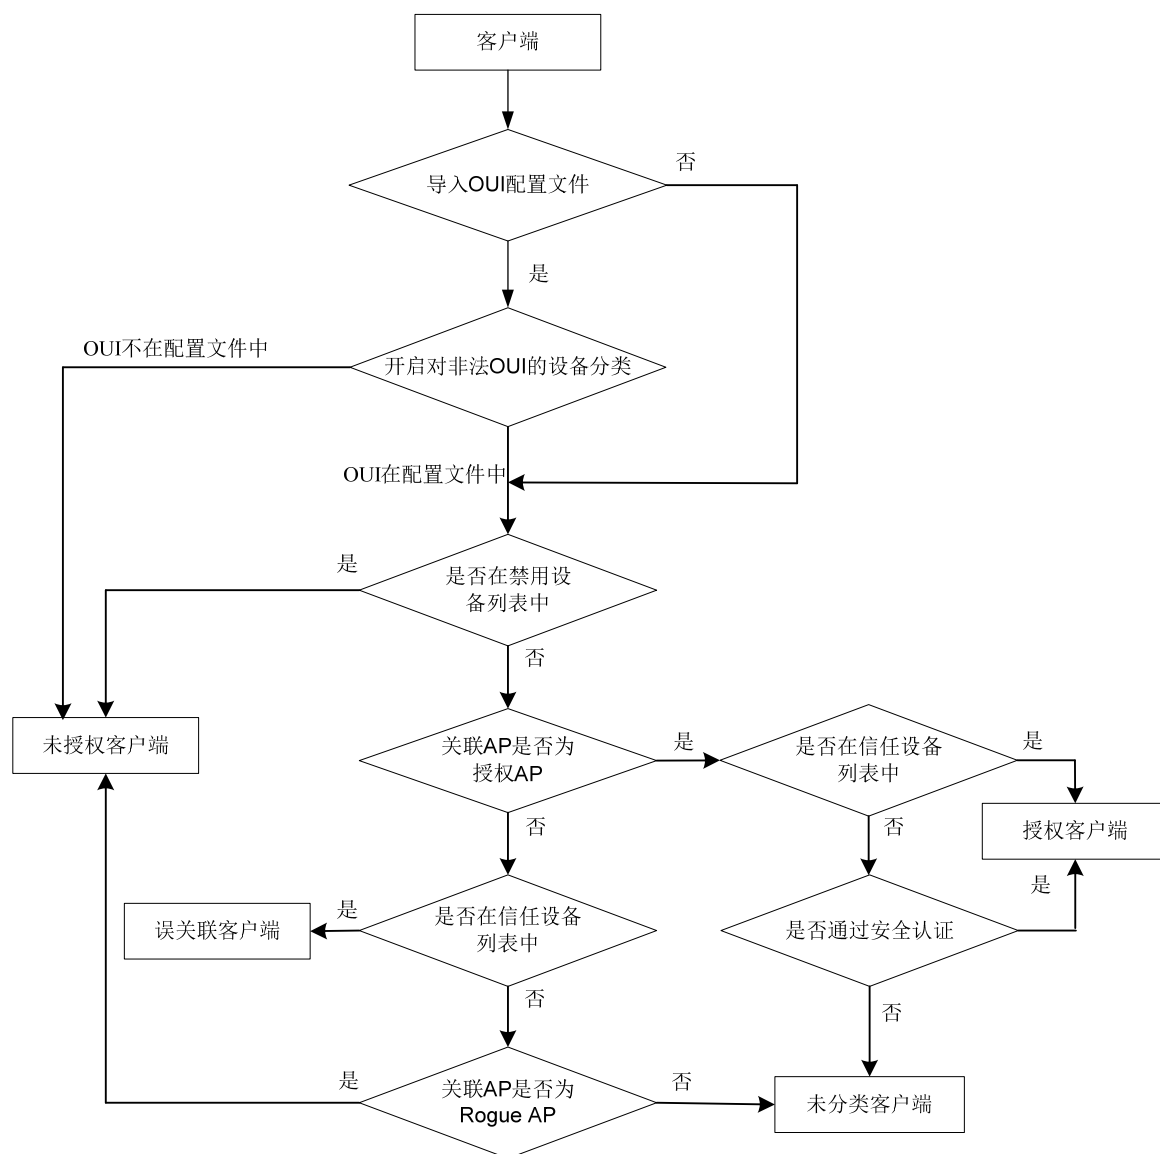 客户端
否
导入OUI配置文件
是
OUI不在配置文件中
开启对非法OUI的设备分类
OUI在配置文件中
是
是否在禁用设
备列表中
否
未授权客户端
关联AP是否为
授权AP
是
是否在信任设备
列表中
是
授权客户端
否
否
是
误关联客户端
是
是否在信任设备
列表中
是否通过安全认证
否
否
是
关联AP是否为
Rogue AP
否
未分类客户端